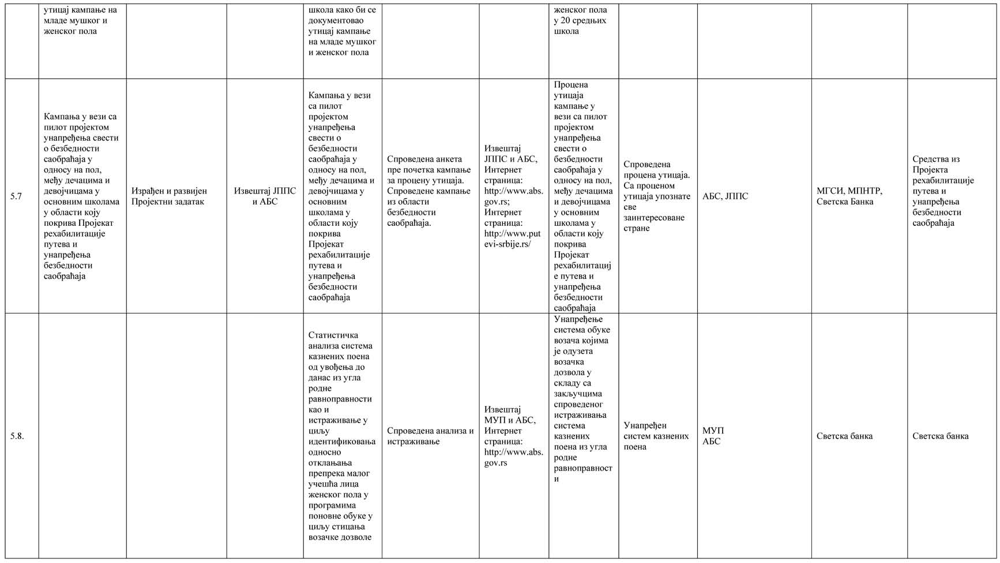 утицај кампање на
младе мушког и
женског пола
школа како би се
документовао
утицај кампање
на младе мушког
и женског пола
женског пола
у 20 средњих
школа
5.7
Кампања у вези са
пилот пројектом
унапређења свести
о безбедности
саобраћаја у
односу на пол,
међу дечацима и
девојчицама у
основним школама
у области коју
покрива Пројекат
рехабилитације
путева и
унапређења
безбедности
саобраћаја
Израђен и развијен
Пројектни задатак
Извештај ЈППС
и АБС
Кампања у вези
са пилот
пројектом
унапређења
свести о
безбедности
саобраћаја у
односу на пол,
међу дечацима и
девојчицама у
основним
школама у
области коју
покрива
Пројекат
рехабилитације
путева и
унапређења
безбедности
саобраћаја
Спроведена анкета
пре почетка кампање
за процену утицаја.
Спроведене кампање
из области
безбедности
саобраћаја.
Извештај
ЈППС и АБС,
Интернет
страница:
http://www.abs.
gov.rs;
Интернет
страница:
http://www.put
evi-srbije.rs/
Процена
утицаја
кампање у
вези са пилот
пројектом
унапређења
свести о
безбедности
саобраћаја у
односу на пол,
међу дечацима
и девојчицама
у основним
школама у
области коју
покрива
Пројекат
рехабилитациј
е путева и
унапређења
безбедности
саобраћаја
Спроведена
процена утицаја.
Са проценом
утицаја упознате
све
заинтересоване
стране
АБС, ЈППС
МГСИ, МПНТР,
Светска Банка
Средства из
Пројекта
рехабилитације
путева и
унапређења
безбедности
саобраћаја
5.8.
Статистичка
анализа система
казнених поена
од увођења до
данас из угла
родне
равноправности
као и
истраживање у
циљу
идентификовања
односно
отклањања
препрека малог
учешћа лица
женског пола у
програмима
поновне обуке у
циљу стицања
возачке дозволе
Спроведена анализа и
истраживање
Извештај
МУП и АБС,
Интернет
страница:
http://www.abs.
gov.rs
Унапређење
система обуке
возача којима
је одузета
возачка
дозвола у
складу са
закључцима
спроведеног
истраживања
система
казнених
поена из угла
родне
равноправност
и
Унапређен
систем казнених
поена
МУП
АБС
Светска банка
Светска банка